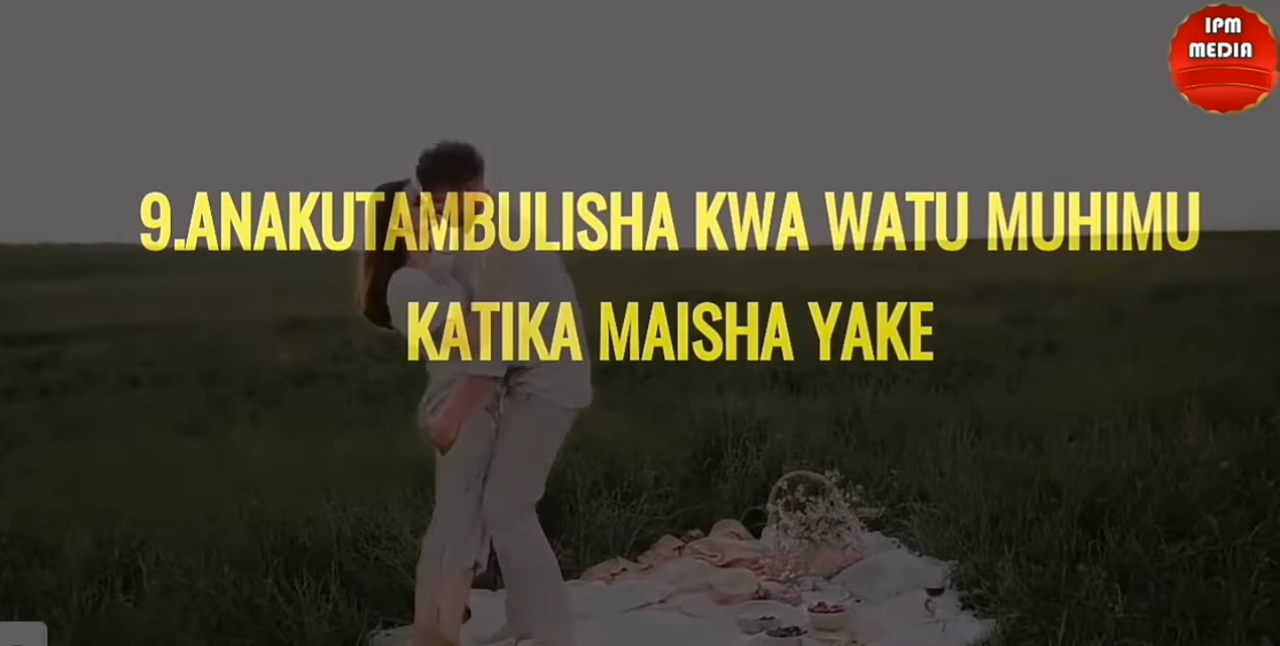 IPM
MEDIA
9.ANAKUTAMBULISHA KWA WATU MUHIMU
KATIKA MAISHA YAKE